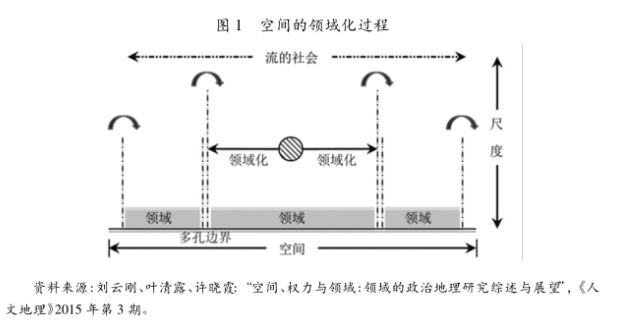 图1 空间的领域化过程
流的社会
尺度
领域化 领域化
领域 领域 领域
多孔边界
空间
资料来源:刘云刚、叶清露、许晓霞:“空间、权力与领域:领域的政治地理研究综述与展望”,《人
文地理》2015年第3期。